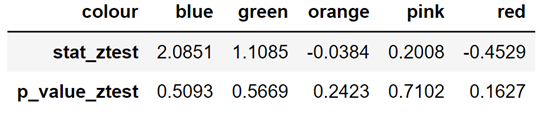 colour blue green orange pink red
stat_ztest 2.0851 1.1085 -0.0384 0.2008 -0.4529
p_value_ztest 0.5093 0.5669 0.2423 0.7102 0.1627